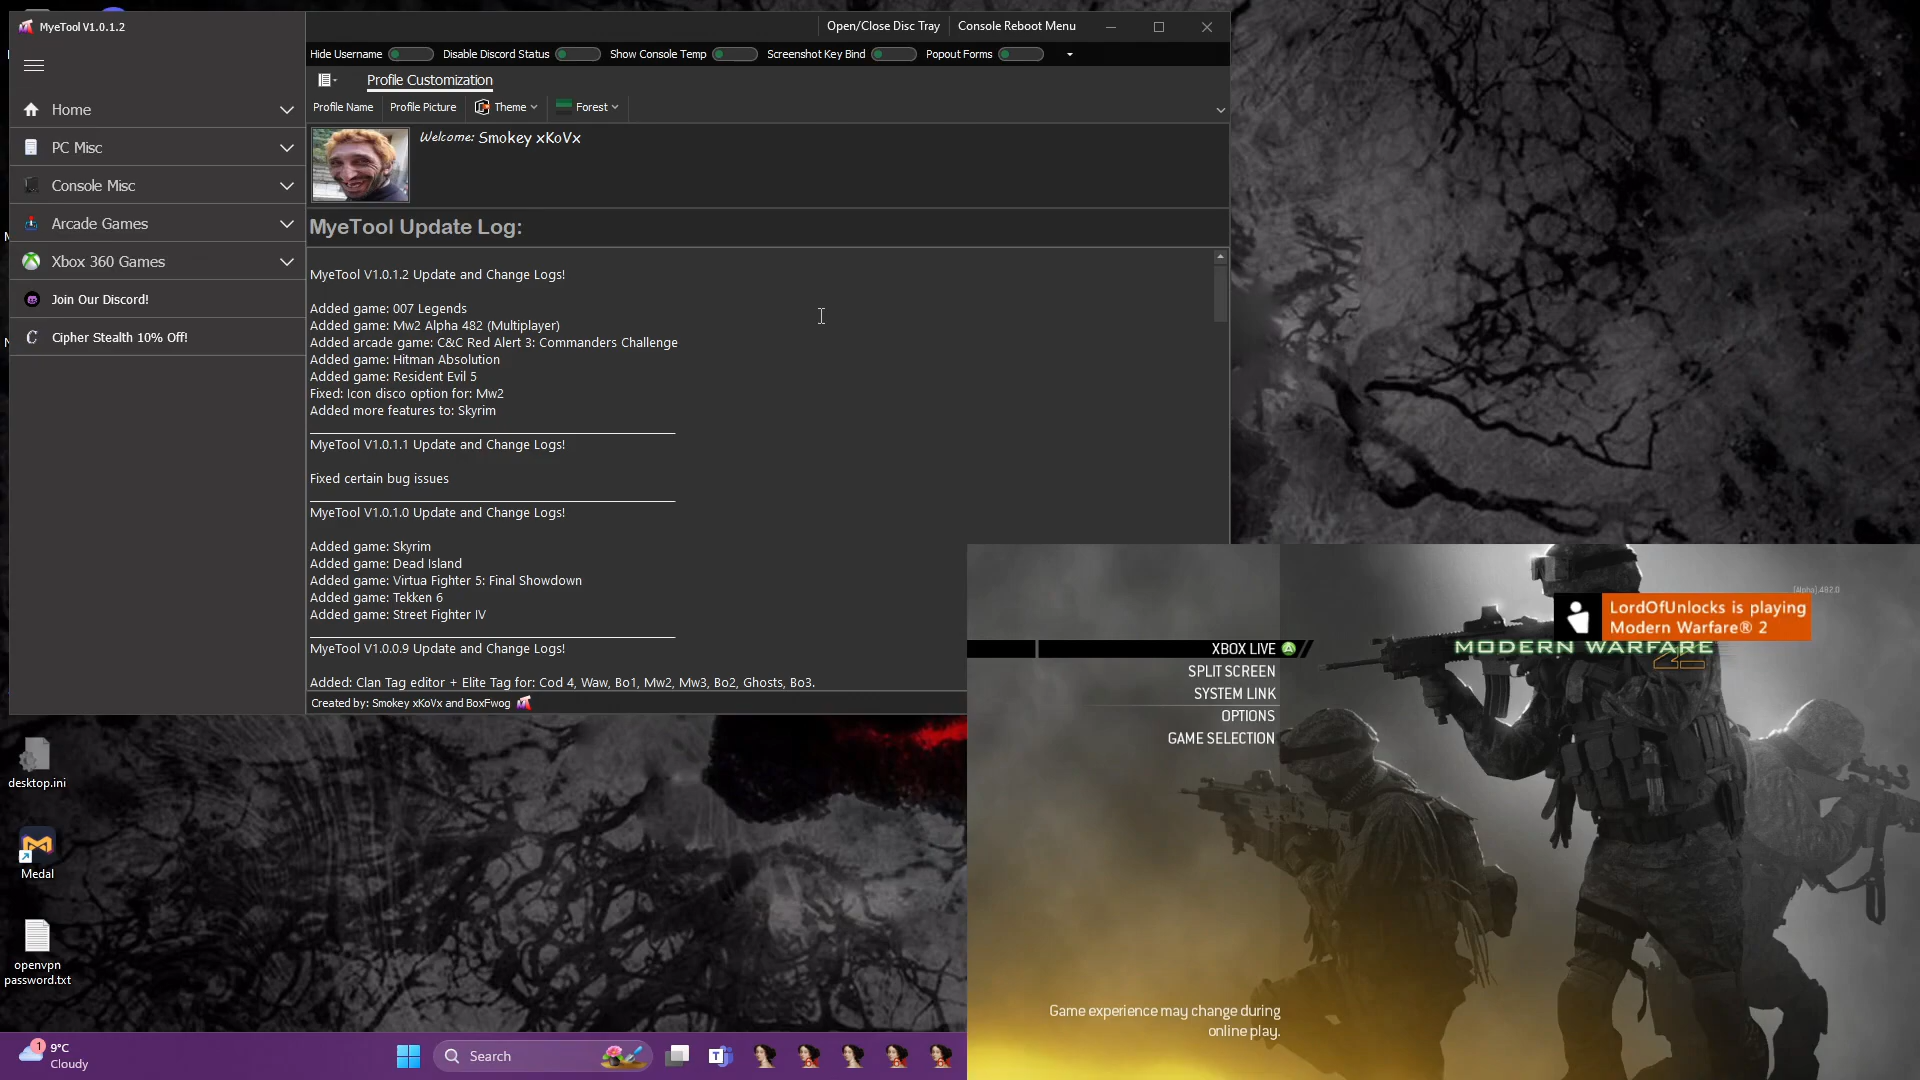 MyeTool V1.0.1.2
Open/Close Disc Tray
Console Reboot Menu
Hide Username
Disable Discord Status
Show Console Temp
Screenshot Key Bind
Popout Forms
Profile Customization
Profile Name
Profile Picture
Theme
Forest
Home
PC Misc
Console Misc
Arcade Games
Xbox 360 Games
Join Our Discord!
Cipher Stealth 10% Off!
Welcome: Smokey xKoVx
MyeTool Update Log:
MyeTool V1.0.1.2 Update and Change Logs!
Added game: 007 Legends
Added game: Mw2 Alpha 482 (Multiplayer)
Added arcade game: C&C Red Alert 3: Commanders Challenge
Added game: Hitman Absolution
Added game: Resident Evil 5
Fixed: Icon disco option for: Mw2
Added more features to: Skyrim
MyeTool V1.0.1.1 Update and Change Logs!
Fixed certain bug issues
MyeTool V1.0.1.0 Update and Change Logs!
Added game: Skyrim
Added game: Dead Island
Added game: Virtua Fighter 5: Final Showdown
Added game: Tekken 6
Added game: Street Fighter IV
MyeTool V1.0.0.9 Update and Change Logs!
Added: Clan Tag editor + Elite Tag for: Cod 4, Waw, Bo1, Mw2, Mw3, Bo2, Ghosts, Bo3.
Created by: Smokey xKoVx and BoxFwog
[Alpha].482.0
LordOfUnlocks is playing
Modern Warfare® 2
MODERN WARFARE
2
XBOX LIVE A
SPLIT SCREEN
SYSTEM LINK
OPTIONS
GAME SELECTION
Game experience may change during
online play.
desktop.ini
Medal
openvpn
password.txt
1
9°C
Cloudy
Search